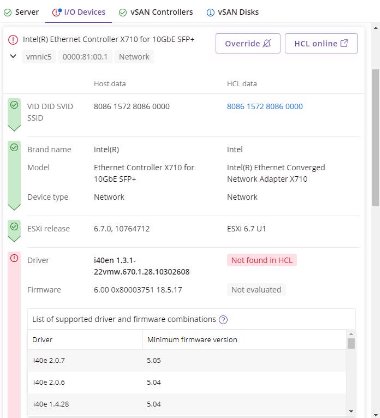 Server
I/O Devices
vSAN Controllers
vSAN Disks
Intel(R) Ethernet Controller X710 for 10GbE SFP+
Override
HCL online
vmnic5
0000:81:00.1
Network
Host data
HCL data
VID DID SVID
SSID
8086 1572 8086 0000
8086 1572 8086 0000
Brand name
Intel(R)
Intel
Model
Ethernet Controller X710 for
10GbE SFP+
Intel(R) Ethernet Converged
Network Adapter X710
Device type
Network
Network
ESXi release
6.7.0, 10764712
ESXi 6.7 U1
Driver
i40en 1.3.1-
22vmw.670.1.28.10302608
Not found in HCL
Firmware
6.00 0x80003751 18.5.17
Not evaluated
List of supported driver and firmware combinations
Driver
Minimum firmware version
i40e 2.0.7
5.05
i40e 2.0.6
5.04
i40e 1.4.28
5.04